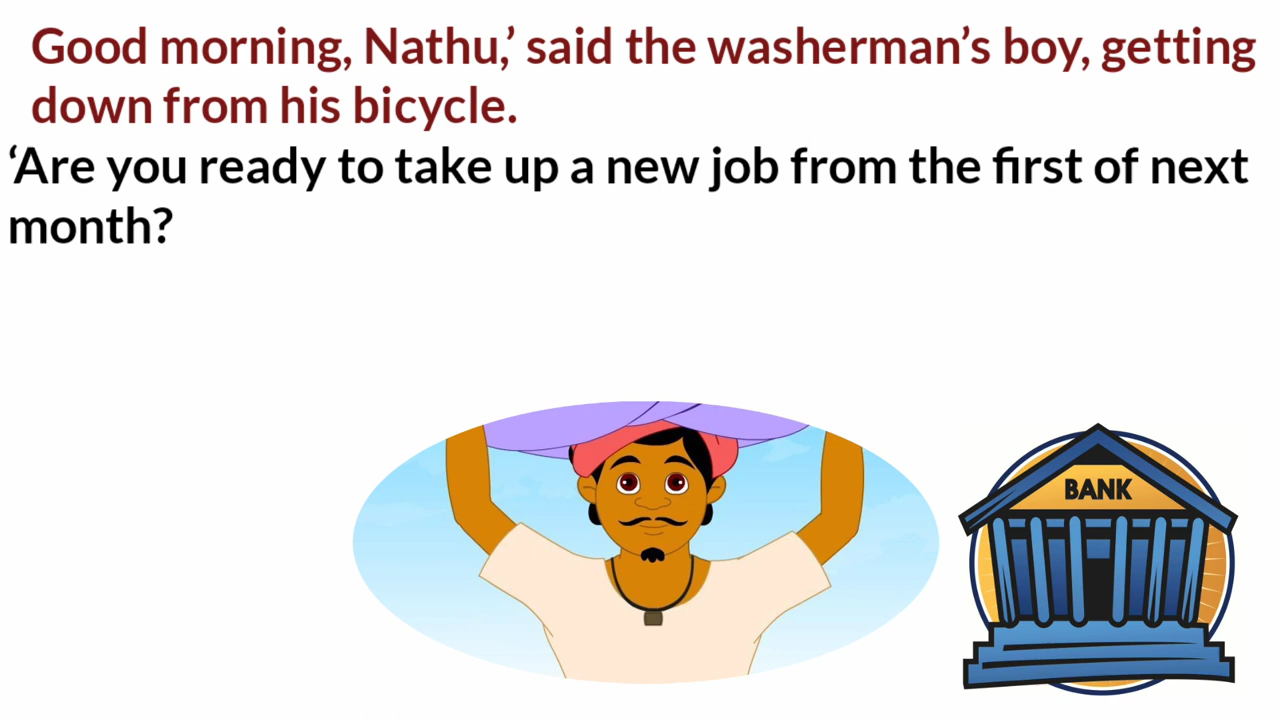 Good morning, Nathu,’ said the washerman’s boy, getting
down from his bicycle.
‘Are you ready to take up a new job from the first of next
month?
BANK